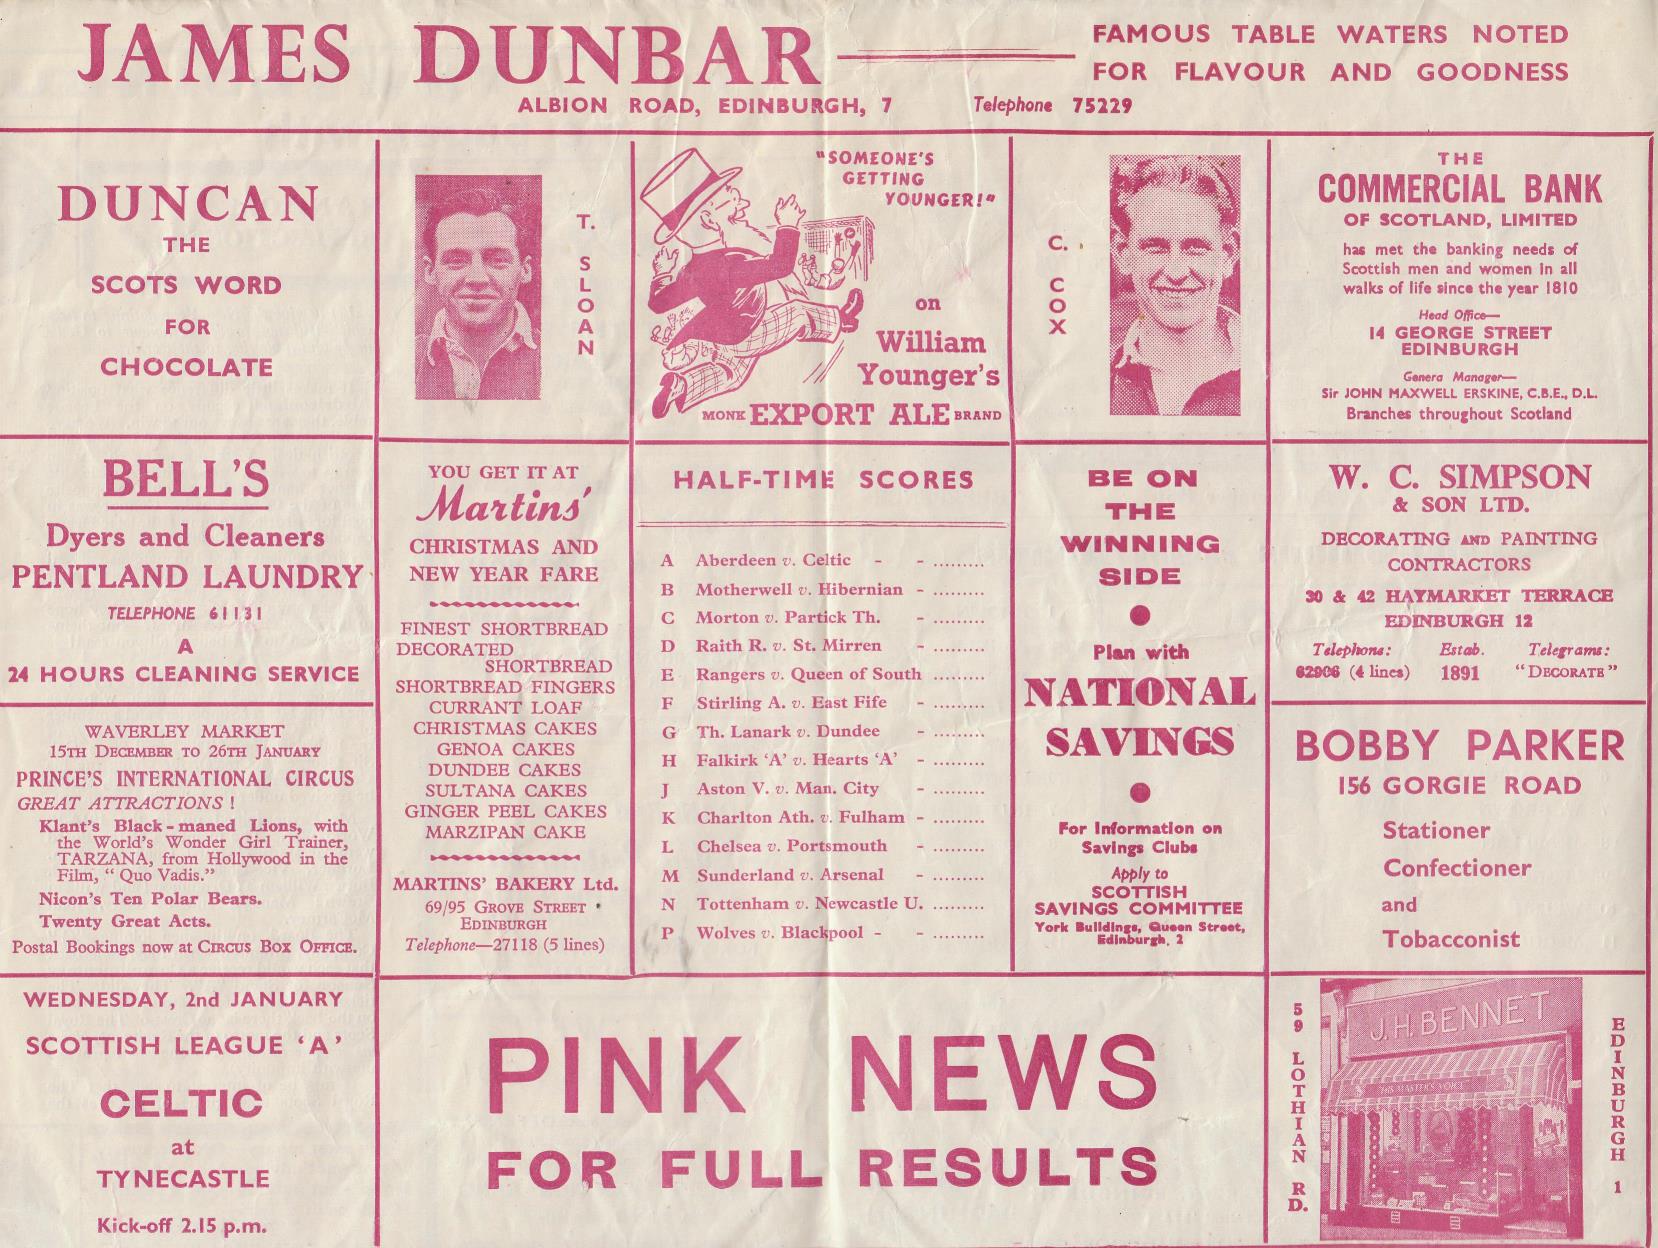 JAMES DUNBAR
FAMOUS TABLE WATERS NOTED
FOR FLAVOUR AND GOODNESS
ALBION ROAD, EDINBURGH, 7 Telephone 75229
DUNCAN
THE
SCOTS WORD
FOR
CHOCOLATE
T. SLOAN
"SOMEONE'S
GETTING
YOUNGER!"
on
William
Younger's
MONK EXPORT ALE BRAND
C. COX
THE
COMMERCIAL BANK
OF SCOTLAND, LIMITED
has met the banking needs of
Scottish men and women in all
walks of life since the year 1810
Head Office—
14 GEORGE STREET
EDINBURGH
Genera Manager—
Sir JOHN MAXWELL ERSKINE, C.B.E., D.L.
Branches throughout Scotland
BELL'S
Dyers and Cleaners
PENTLAND LAUNDRY
TELEPHONE 61131
A
24 HOURS CLEANING SERVICE
YOU GET IT AT
Martins'
CHRISTMAS AND
NEW YEAR FARE
FINEST SHORTBREAD
DECORATED
SHORTBREAD
SHORTBREAD FINGERS
CURRANT LOAF
CHRISTMAS CAKES
GENOA CAKES
DUNDEE CAKES
SULTANA CAKES
GINGER PEEL CAKES
MARZIPAN CAKE
MARTINS' BAKERY Ltd.
69/95 GROVE STREET
EDINBURGH
Telephone—27118 (5 lines)
HALF-TIME SCORES
A Aberdeen v. Celtic - - .........
B Motherwell v. Hibernian - .........
C Morton v. Partick Th. - .........
D Raith R. v. St. Mirren - .........
E Rangers v. Queen of South .........
F Stirling A. v. East Fife - .........
G Th. Lanark v. Dundee - .........
H Falkirk 'A' v. Hearts 'A' - .........
J Aston V. v. Man. City - .........
K Charlton Ath. v. Fulham - .........
L Chelsea v. Portsmouth - .........
M Sunderland v. Arsenal - .........
N Tottenham v. Newcastle U. .........
P Wolves v. Blackpool - - .........
BE ON
THE
WINNING
SIDE
Plan with
NATIONAL
SAVINGS
For Information on
Savings Clubs
Apply to
SCOTTISH
SAVINGS COMMITTEE
York Buildings, Queen Street,
Edinburgh, 2
W. C. SIMPSON
& SON LTD.
DECORATING AND PAINTING
CONTRACTORS
30 & 42 HAYMARKET TERRACE
EDINBURGH 12
Telephone: Estab. Telegrams:
62906 (4 lines) 1891 "DECORATE"
WAVERLEY MARKET
15TH DECEMBER TO 26TH JANUARY
PRINCE'S INTERNATIONAL CIRCUS
GREAT ATTRACTIONS !
Klant's Black-maned Lions, with
the World's Wonder Girl Trainer,
TARZANA, from Hollywood in the
Film, "Quo Vadis."
Nicon's Ten Polar Bears.
Twenty Great Acts.
Postal Bookings now at CIRCUS BOX OFFICE.
BOBBY PARKER
156 GORGIE ROAD
Stationer
Confectioner
and
Tobacconist
WEDNESDAY, 2nd JANUARY
SCOTTISH LEAGUE 'A'
CELTIC
at
TYNECASTLE
Kick-off 2.15 p.m.
PINK NEWS
FOR FULL RESULTS
59 LOTHIAN RD.
J.H. BENNET
HIS MASTER'S VOICE
EDINBURGH 1